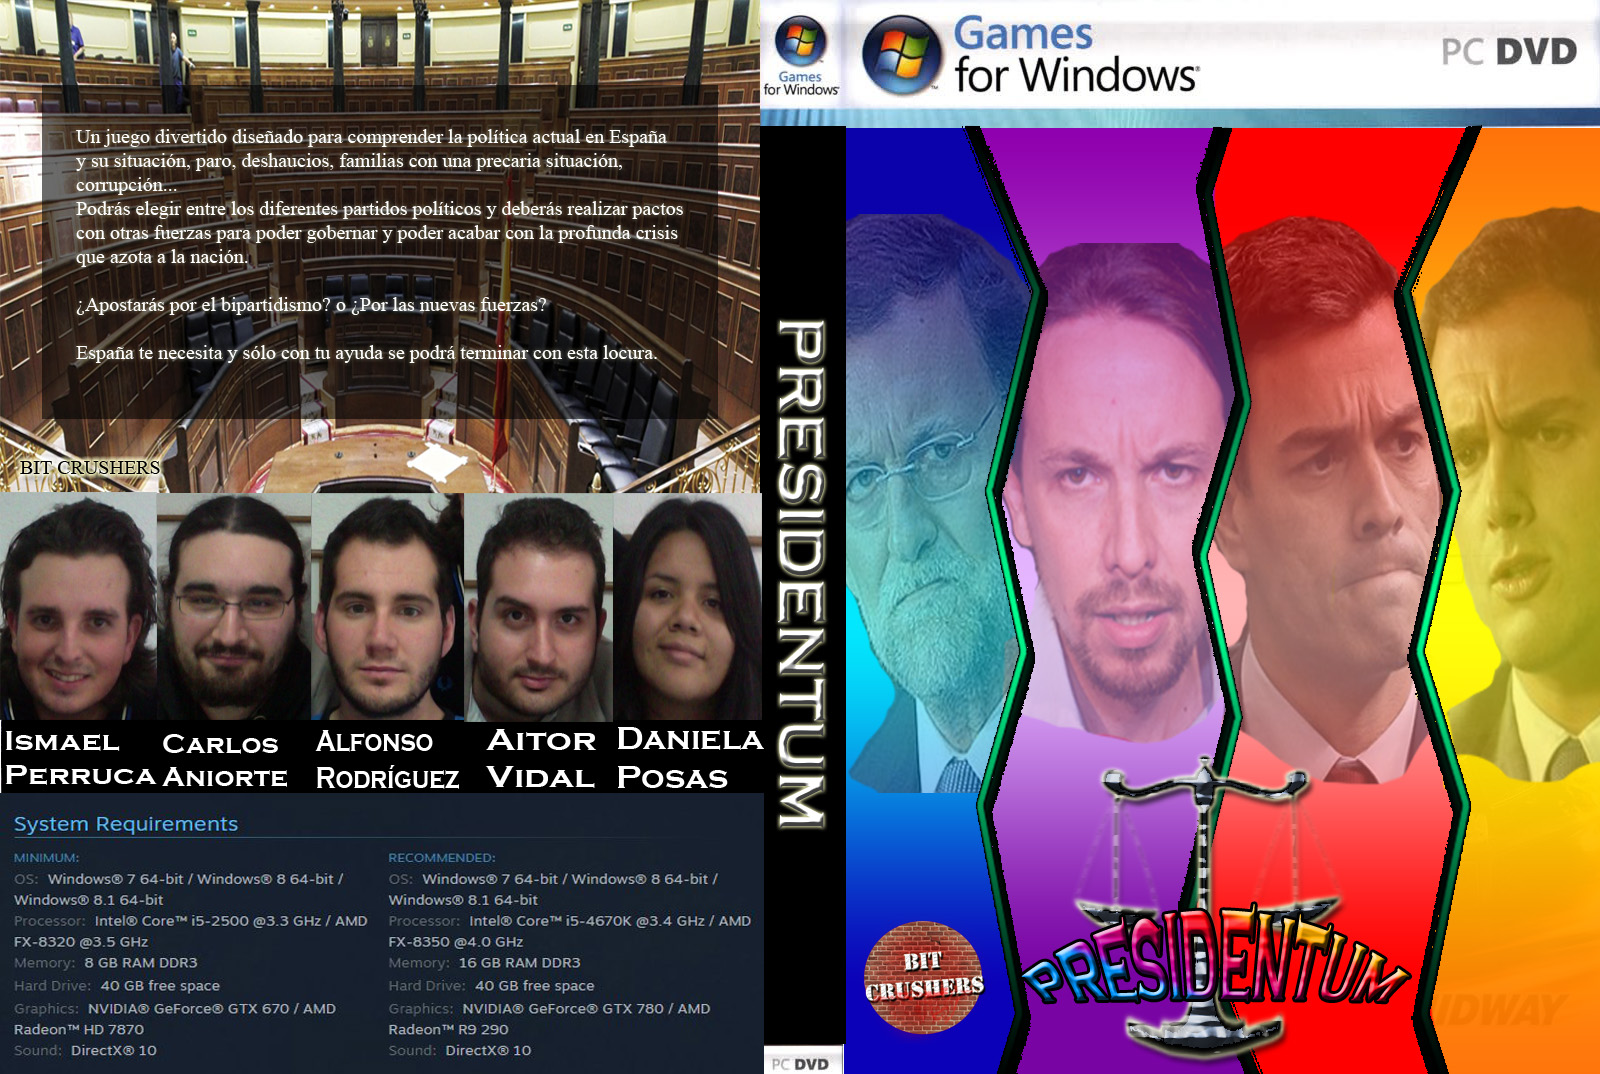 Un juego divertido diseñado para comprender la política actual en España
y su situación, paro, deshaucios, familias con una precaria situación,
corrupción...
Podrás elegir entre los diferentes partidos políticos y deberás realizar pactos
con otras fuerzas para poder gobernar y poder acabar con la profunda crisis
que azota a la nación.
¿Apostarás por el bipartidismo? o ¿Por las nuevas fuerzas?
España te necesita y sólo con tu ayuda se podrá terminar con esta locura.
BIT CRUSHERS
ISMAEL
PERRUCA
CARLOS
ANIORTE
ALFONSO
RODRÍGUEZ
AITOR
VIDAL
DANIELA
POSAS
System Requirements
MINIMUM:
OS: Windows® 7 64-bit / Windows® 8 64-bit /
Windows® 8.1 64-bit
Processor: Intel® Core™ i5-2500 @3.3 GHz / AMD
FX-8320 @3.5 GHz
Memory: 8 GB RAM DDR3
Hard Drive: 40 GB free space
Graphics: NVIDIA® GeForce® GTX 670 / AMD
Radeon™ HD 7870
Sound: DirectX® 10
RECOMMENDED:
OS: Windows® 7 64-bit / Windows® 8 64-bit /
Windows® 8.1 64-bit
Processor: Intel® Core™ i5-4670K @3.4 GHz / AMD
FX-8350 @4.0 GHz
Memory: 16 GB RAM DDR3
Hard Drive: 40 GB free space
Graphics: NVIDIA® GeForce® GTX 780 / AMD
Radeon™ R9 290
Sound: DirectX® 10
Games
for Windows®
PRESIDENTUM
PC DVD
Games
for Windows®
PC DVD
BIT
CRUSHERS
PRESIDENTUM